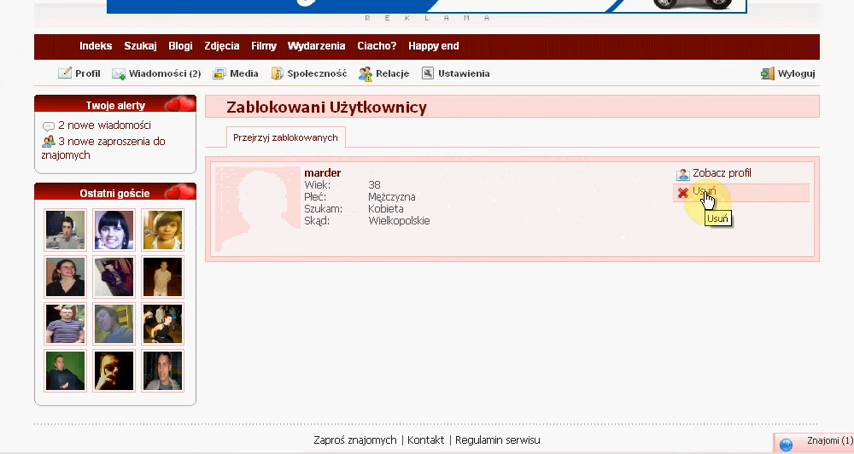 REKLAMA
Indeks Szukaj Blogi Zdjęcia Filmy Wydarzenia Ciacho? Happy end
Profil Wiadomości (2) Media Społeczność Relacje Ustawienia Wyloguj
Twoje alerty
2 nowe wiadomości
3 nowe zaproszenia do
znajomych
Ostatni goście
Zablokowani Użytkownicy
Przejrzyj zablokowanych
marder
Wiek: 38
Płeć: Mężczyzna
Szukam: Kobieta
Skąd: Wielkopolskie
Zobacz profil
Usuń
Usuń
Zaproś znajomych | Kontakt | Regulamin serwisu
Znajomi (1)